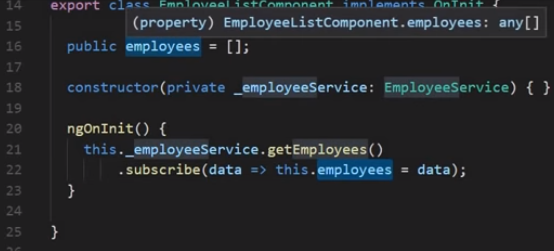 14 export class EmployeeListComponent implements OnInit {
(property) EmployeeListComponent.employees: any[]
15
16 public employees = [];
17
18 constructor(private _employeeService: EmployeeService) { }
19
20 ngOnInit() {
21 this._employeeService.getEmployees()
22 .subscribe(data => this.employees = data);
23 }
24
25 }
26